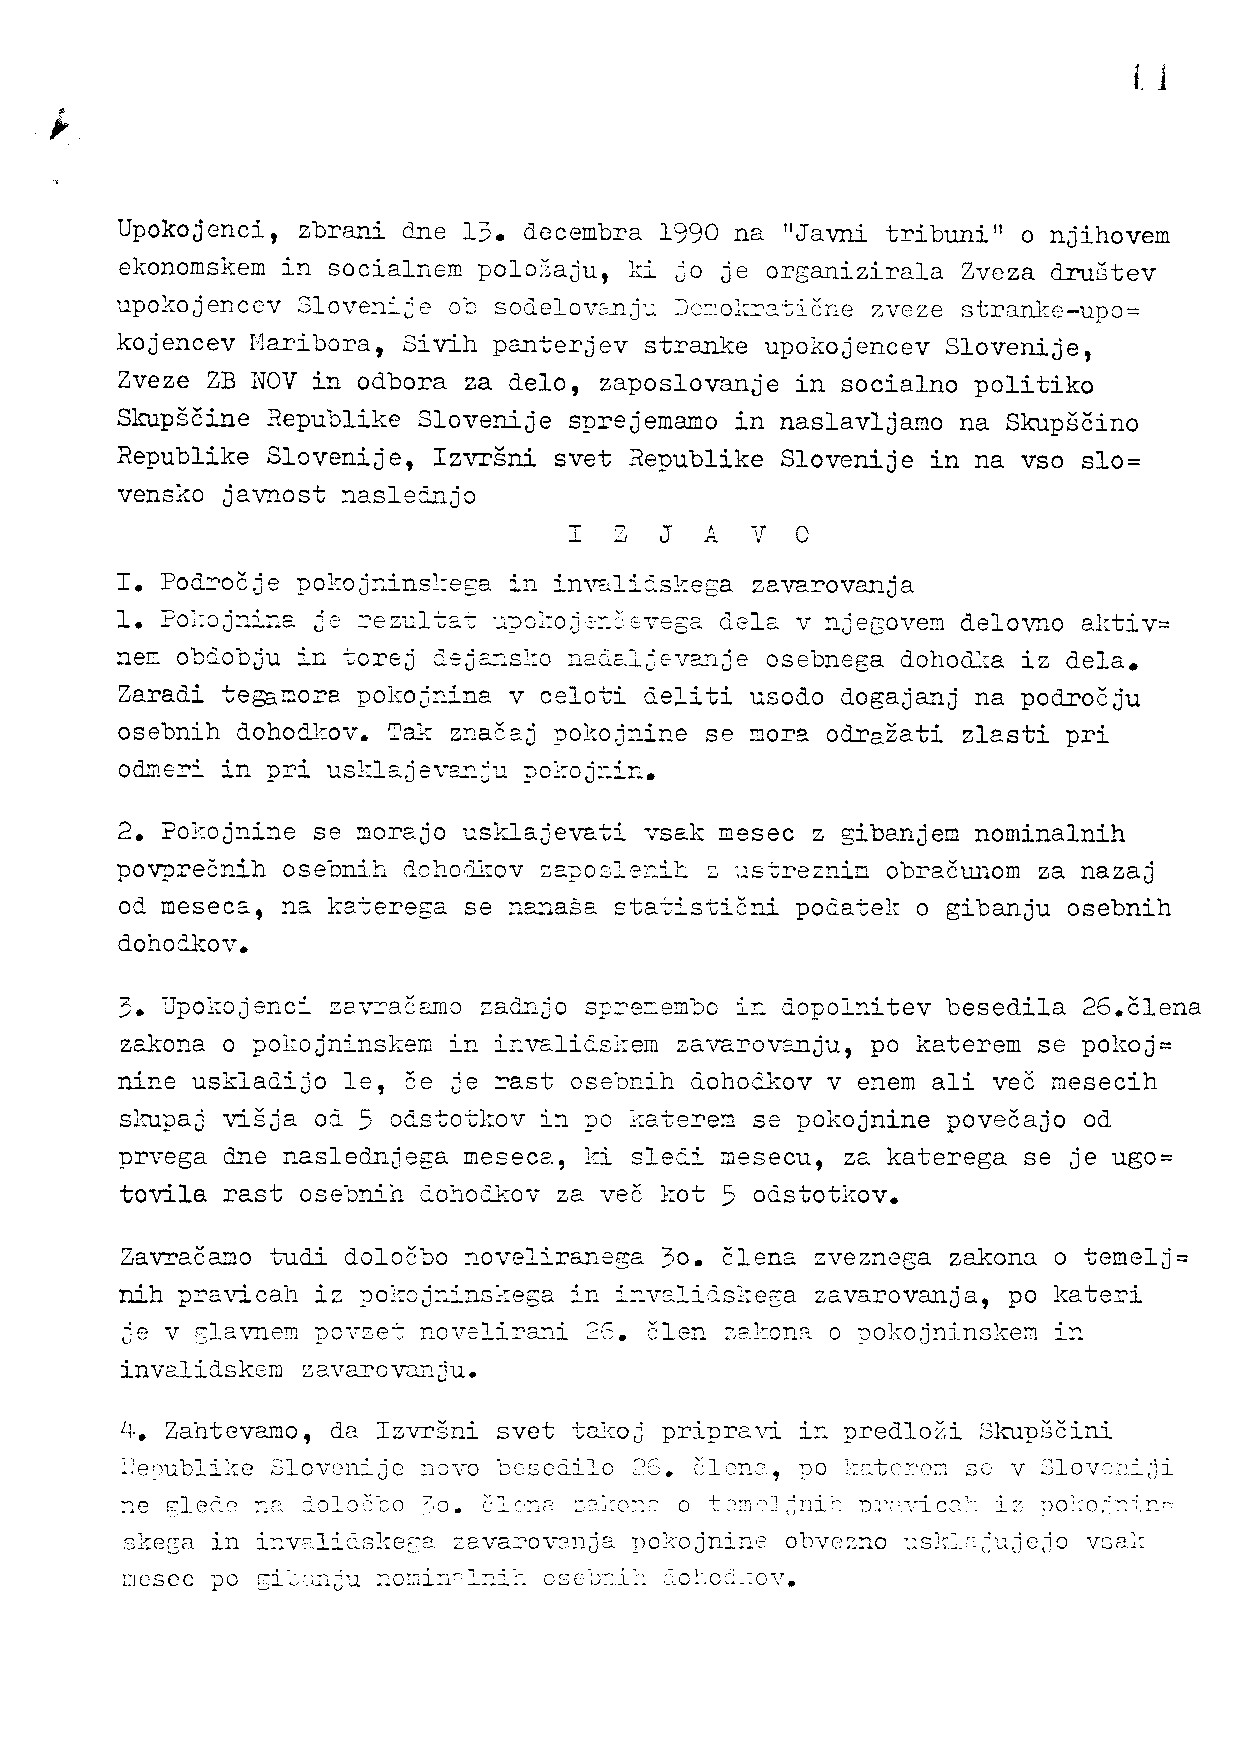 Upokojenci, zbrani dne 13. decembra 1990 na "Javni tribuni" o njihovem
ekonomskem in socialnem položaju, ki jo je organizirala Zveza društev
upokojencev Slovenije ob sodelovanju Demokratične zveze stranke-upo=
kojencev Maribora, Sivih panterjev stranke upokojencev Slovenije,
Zveze ZB NOV in odbora za delo, zaposlovanje in socialno politiko
Skupščine Republike Slovenije sprejemamo in naslavljamo na Skupščino
Republike Slovenije, Izvršni svet Republike Slovenije in na vso slo=
vensko javnost naslednjo
I Z J A V O
I. Področje pokojninskega in invalidskega zavarovanja
1. Pokojnina je rezultat upokojenčevega dela v njegovem delovno aktiv=
nem obdobju in torej dejansko nadaljevanje osebnega dohodka iz dela.
Zaradi tegamora pokojnina v celoti deliti usodo dogajanj na področju
osebnih dohodkov. Tak značaj pokojnine se mora odražati zlasti pri
odmeri in pri usklajevanju pokojnin.
2. Pokojnine se morajo usklajevati vsak mesec z gibanjem nominalnih
povprečnih osebnih dohodkov zaposlenih z ustreznim obračunom za nazaj
od meseca, na katerega se nanaša statistični podatek o gibanju osebnih
dohodkov.
3. Upokojenci zavračamo zadnjo spremembo in dopolnitev besedila 26.člena
zakona o pokojninskem in invalidskem zavarovanju, po katerem se pokoj=
nine uskladijo le, če je rast osebnih dohodkov v enem ali več mesecih
skupaj višja od 5 odstotkov in po katerem se pokojnine povečajo od
prvega dne naslednjega meseca, ki sledi mesecu, za katerega se je ugo=
tovila rast osebnih dohodkov za več kot 5 odstotkov.
Zavračamo tudi določbo noveliranega 3o. člena zveznega zakona o temelj=
nih pravicah iz pokojninskega in invalidskega zavarovanja, po kateri
je v glavnem povzet novelirani 26. člen zakona o pokojninskem in
invalidskem zavarovanju.
4. Zahtevamo, da Izvršni svet takoj pripravi in predloži Skupščini
Republike Slovenije novo besedilo 26. člena, po katerem se v Sloveniji
ne glede na določbo 3o. člena zakona o temeljnih pravicah iz pokojnin=
skega in invalidskega zavarovanja pokojnine obvezno usklajujejo vsak
mesec po gibanju nominalnih osebnih dohodkov.